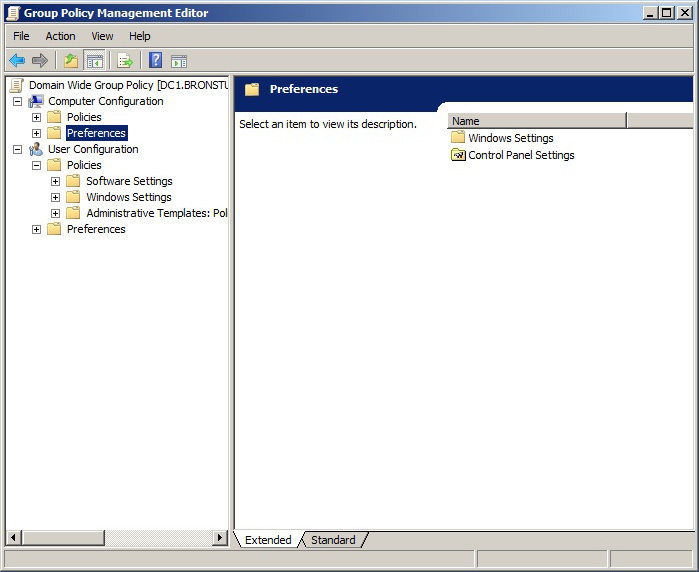 Group Policy Management Editor
File Action View Help
Domain Wide Group Policy [DC1.BRONSTU
Computer Configuration
Policies
Preferences
User Configuration
Policies
Software Settings
Windows Settings
Administrative Templates: Pol
Preferences
Preferences
Select an item to view its description.
Name
Windows Settings
Control Panel Settings
Extended Standard